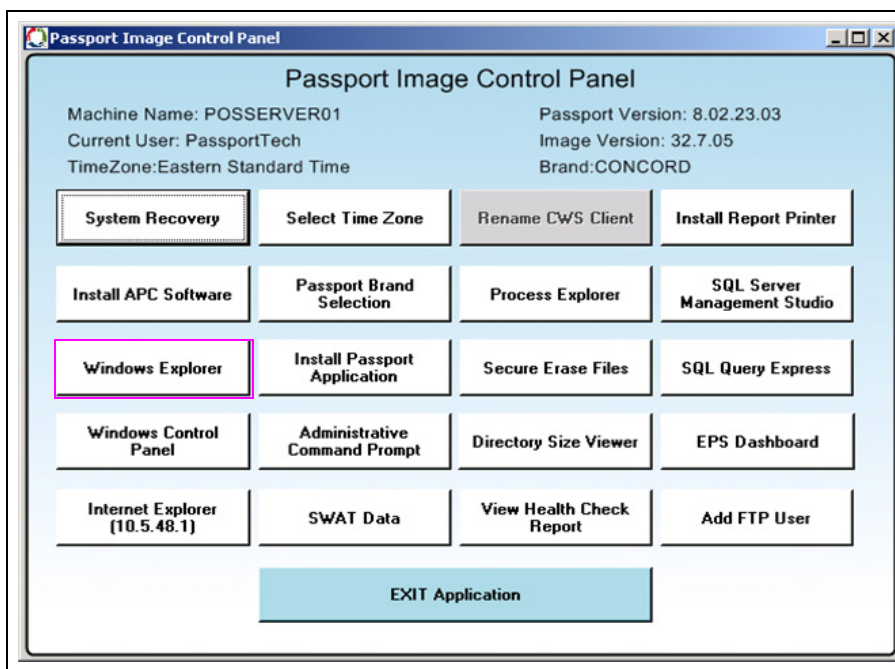 Passport Image Control Panel
Passport Image Control Panel
Machine Name: POSSERVER01
Passport Version: 8.02.23.03
Current User: PassportTech
Image Version: 32.7.05
TimeZone:Eastern Standard Time
Brand:CONCORD
System Recovery
Select Time Zone
Rename CWS Client
Install Report Printer
Install APC Software
Passport Brand
Selection
Process Explorer
SQL Server
Management Studio
Windows Explorer
Install Passport
Application
Secure Erase Files
SQL Query Express
Windows Control
Panel
Administrative
Command Prompt
Directory Size Viewer
EPS Dashboard
Internet Explorer
(10.5.48.1)
SWAT Data
View Health Check
Report
Add FTP User
EXIT Application